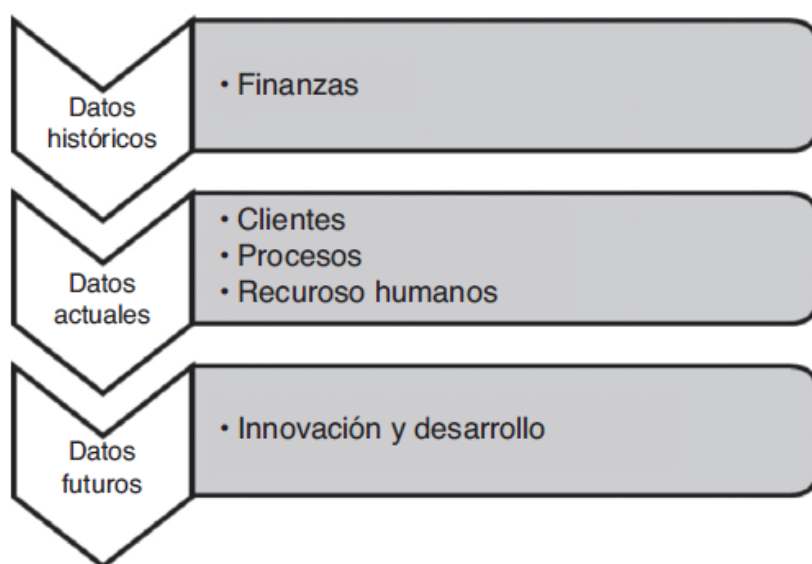 Datos
históricos
• Finanzas
Datos
actuales
• Clientes
• Procesos
• Recuroso humanos
Datos
futuros
• Innovación y desarrollo